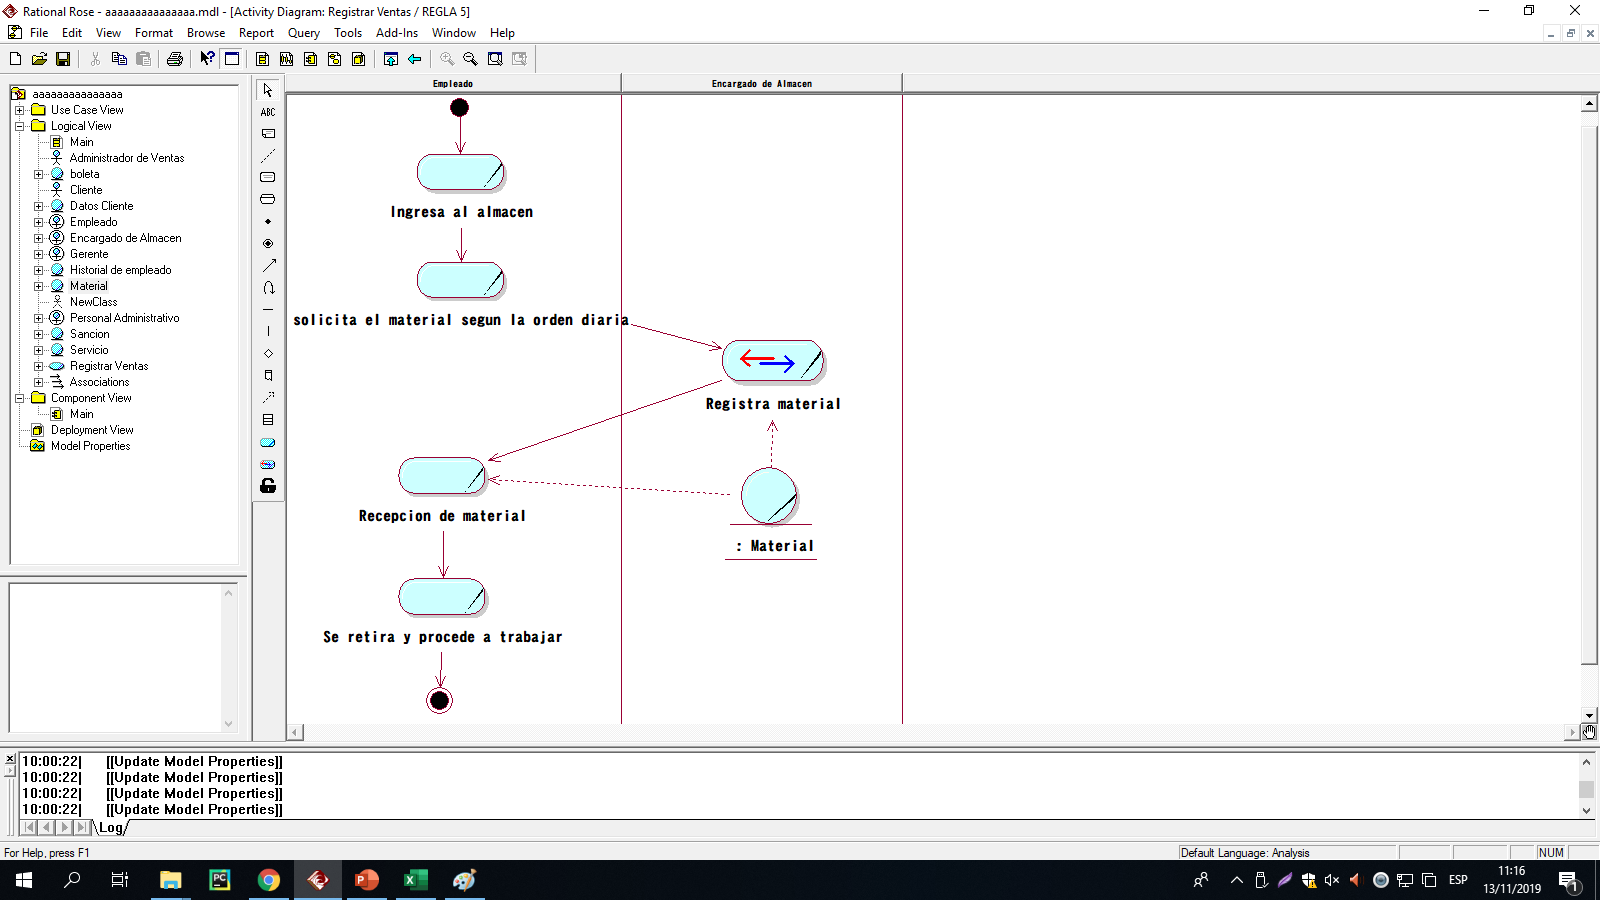 Rational Rose - aaaaaaaaaaaaaaa.mdl - [Activity Diagram: Registrar Ventas / REGLA 5]
File Edit View Format Browse Report Query Tools Add-Ins Window Help
aaaaaaaaaaaaaaa
Use Case View
Logical View
Main
Administrador de Ventas
boleta
Cliente
Datos Cliente
Empleado
Encargado de Almacen
Gerente
Historial de empleado
Material
NewClass
Personal Administrativo
Sancion
Servicio
Registrar Ventas
Associations
Component View
Main
Deployment View
Model Properties
ABC
Empleado
Encargado de Almacen
Ingresa al almacen
solicita el material segun la orden diaria
Registra material
Recepcion de material
: Material
Se retira y procede a trabajar
10:00:22| [[Update Model Properties]]
10:00:22| [[Update Model Properties]]
10:00:22| [[Update Model Properties]]
10:00:22| [[Update Model Properties]]
Log
For Help, press F1
Default Language: Analysis
NUM
ESP
11:16
13/11/2019
1